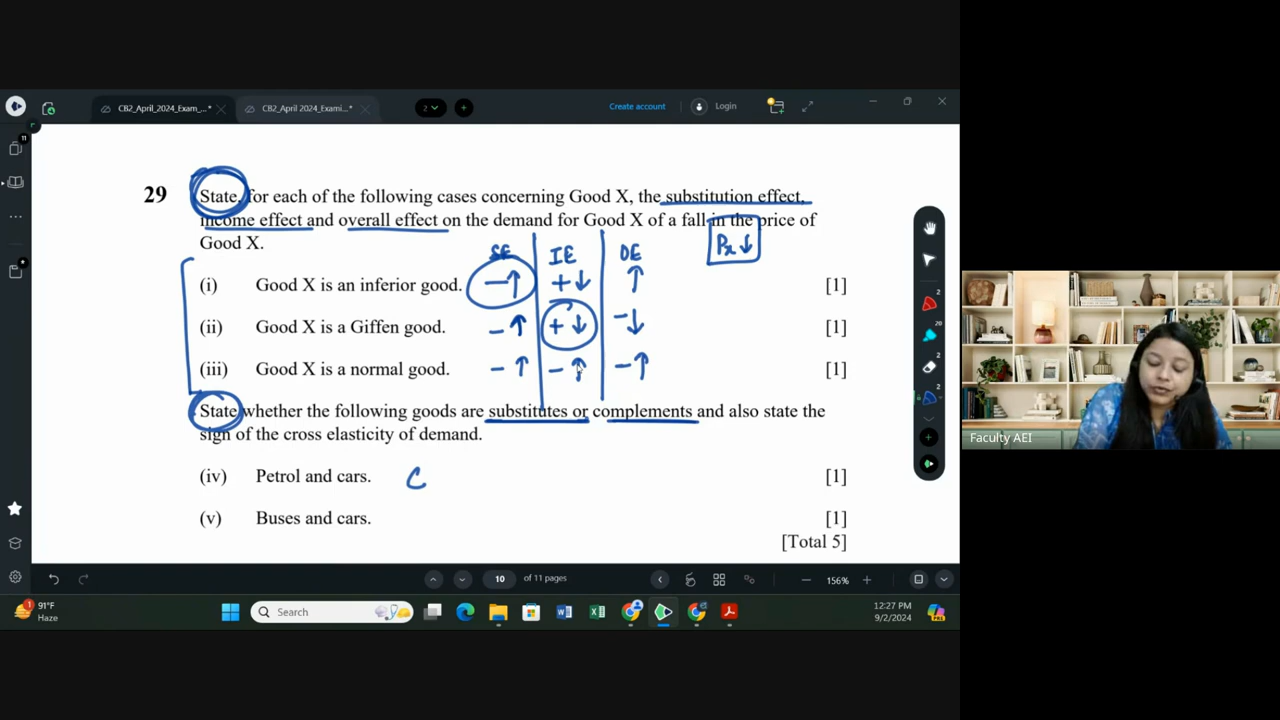 CB2_April_2024_Exam_...*
CB2_April 2024_Exami...*
2
Create account
Login
29 State, for each of the following cases concerning Good X, the substitution effect,
income effect and overall effect on the demand for Good X of a fall in the price of
Good X.
SE IE OE Px ↓
(i) Good X is an inferior good. -↑ +↓ ↑ [1]
(ii) Good X is a Giffen good. -↑ +↓ -↓ [1]
(iii) Good X is a normal good. -↑ -↑ -↑ [1]
State whether the following goods are substitutes or complements and also state the
sign of the cross elasticity of demand.
(iv) Petrol and cars. C [1]
(v) Buses and cars. [1]
[Total 5]
Faculty AEI
10 of 11 pages
156%
91°F
Haze
Search
12:27 PM
9/2/2024